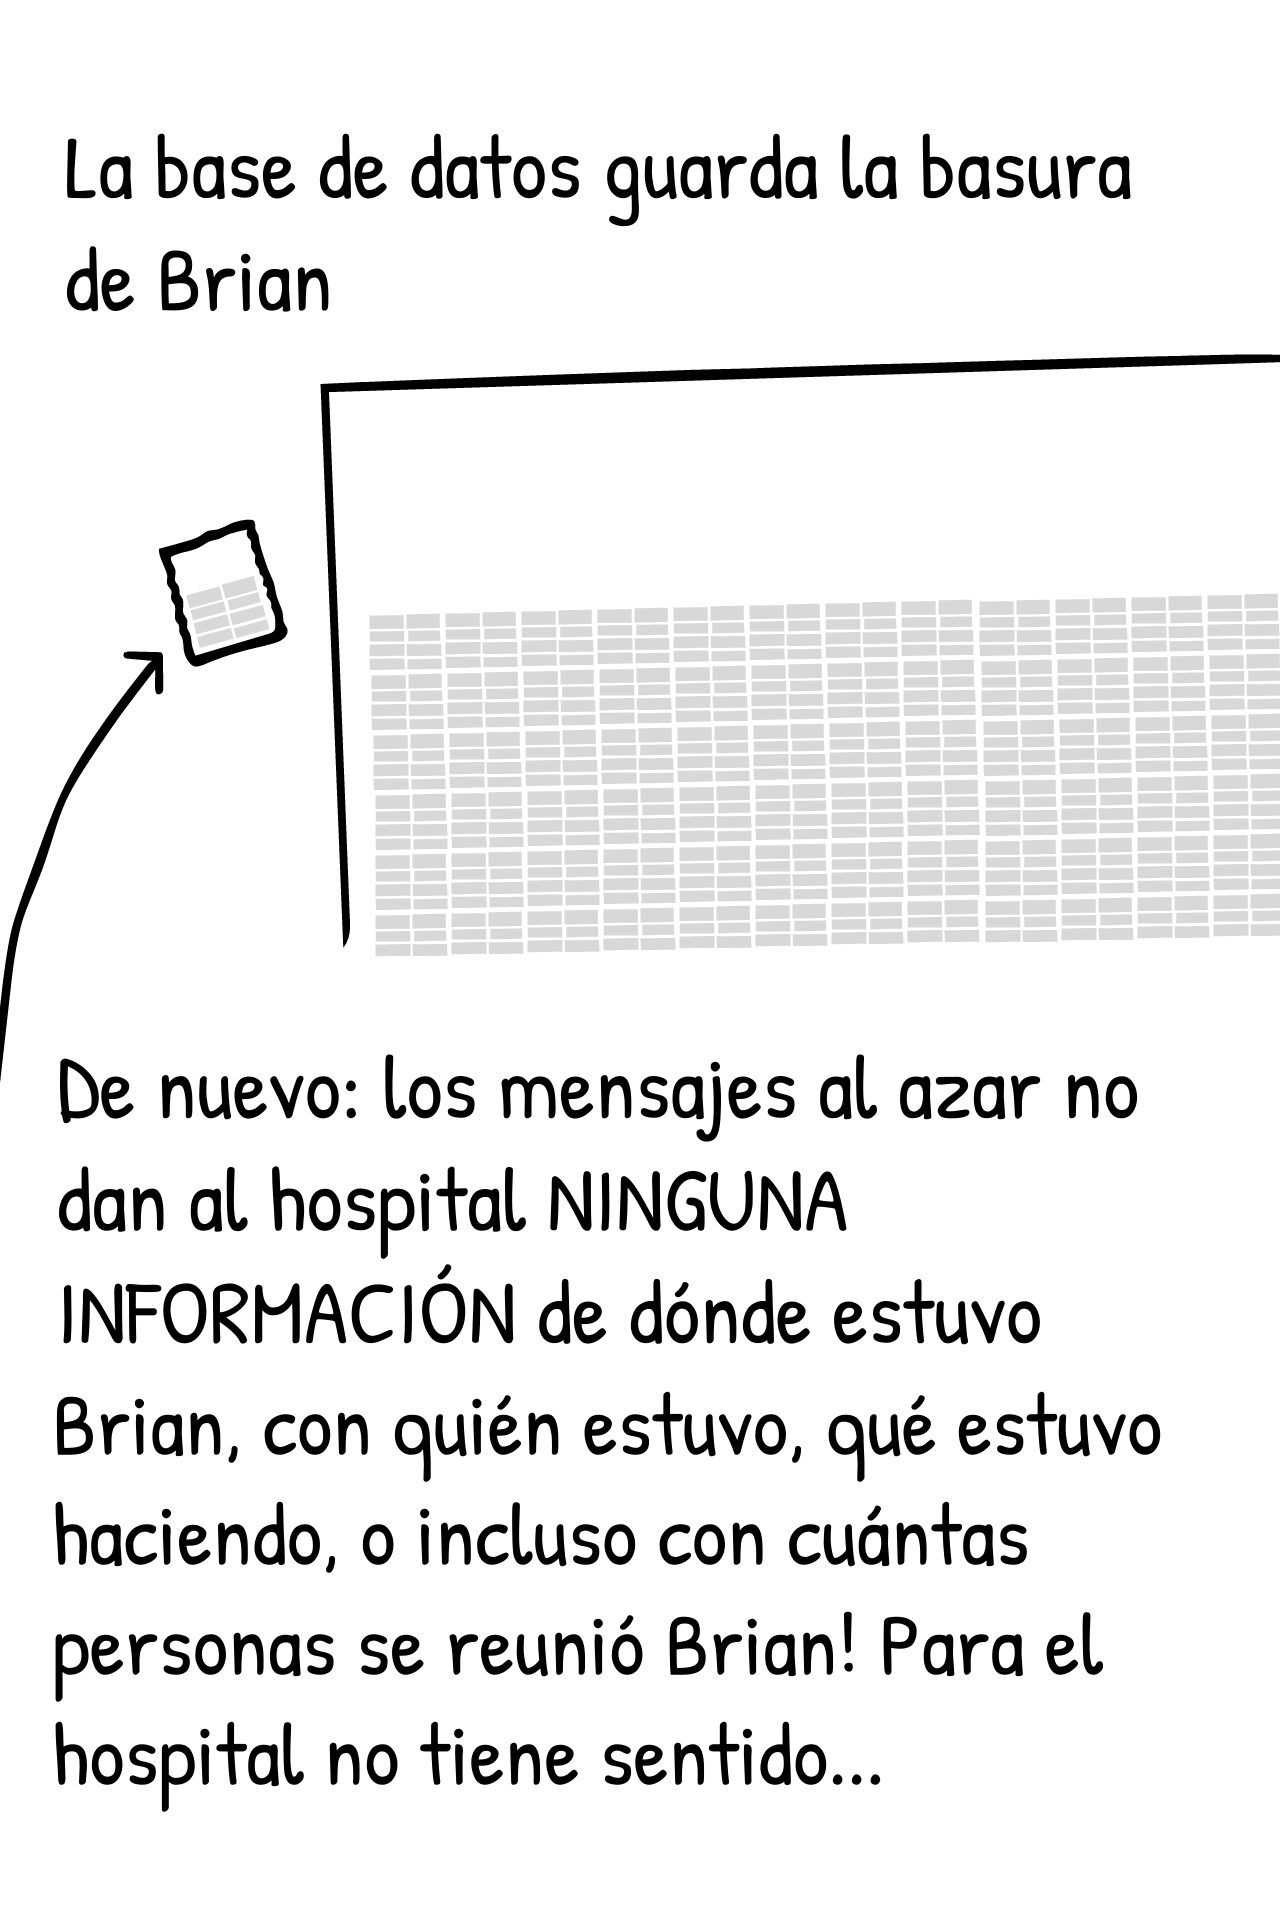 La base de datos guarda la basura
de Brian
De nuevo: los mensajes al azar no
dan al hospital NINGUNA
INFORMACIÓN de dónde estuvo
Brian, con quién estuvo, qué estuvo
haciendo, o incluso con cuántas
personas se reunió Brian! Para el
hospital no tiene sentido...